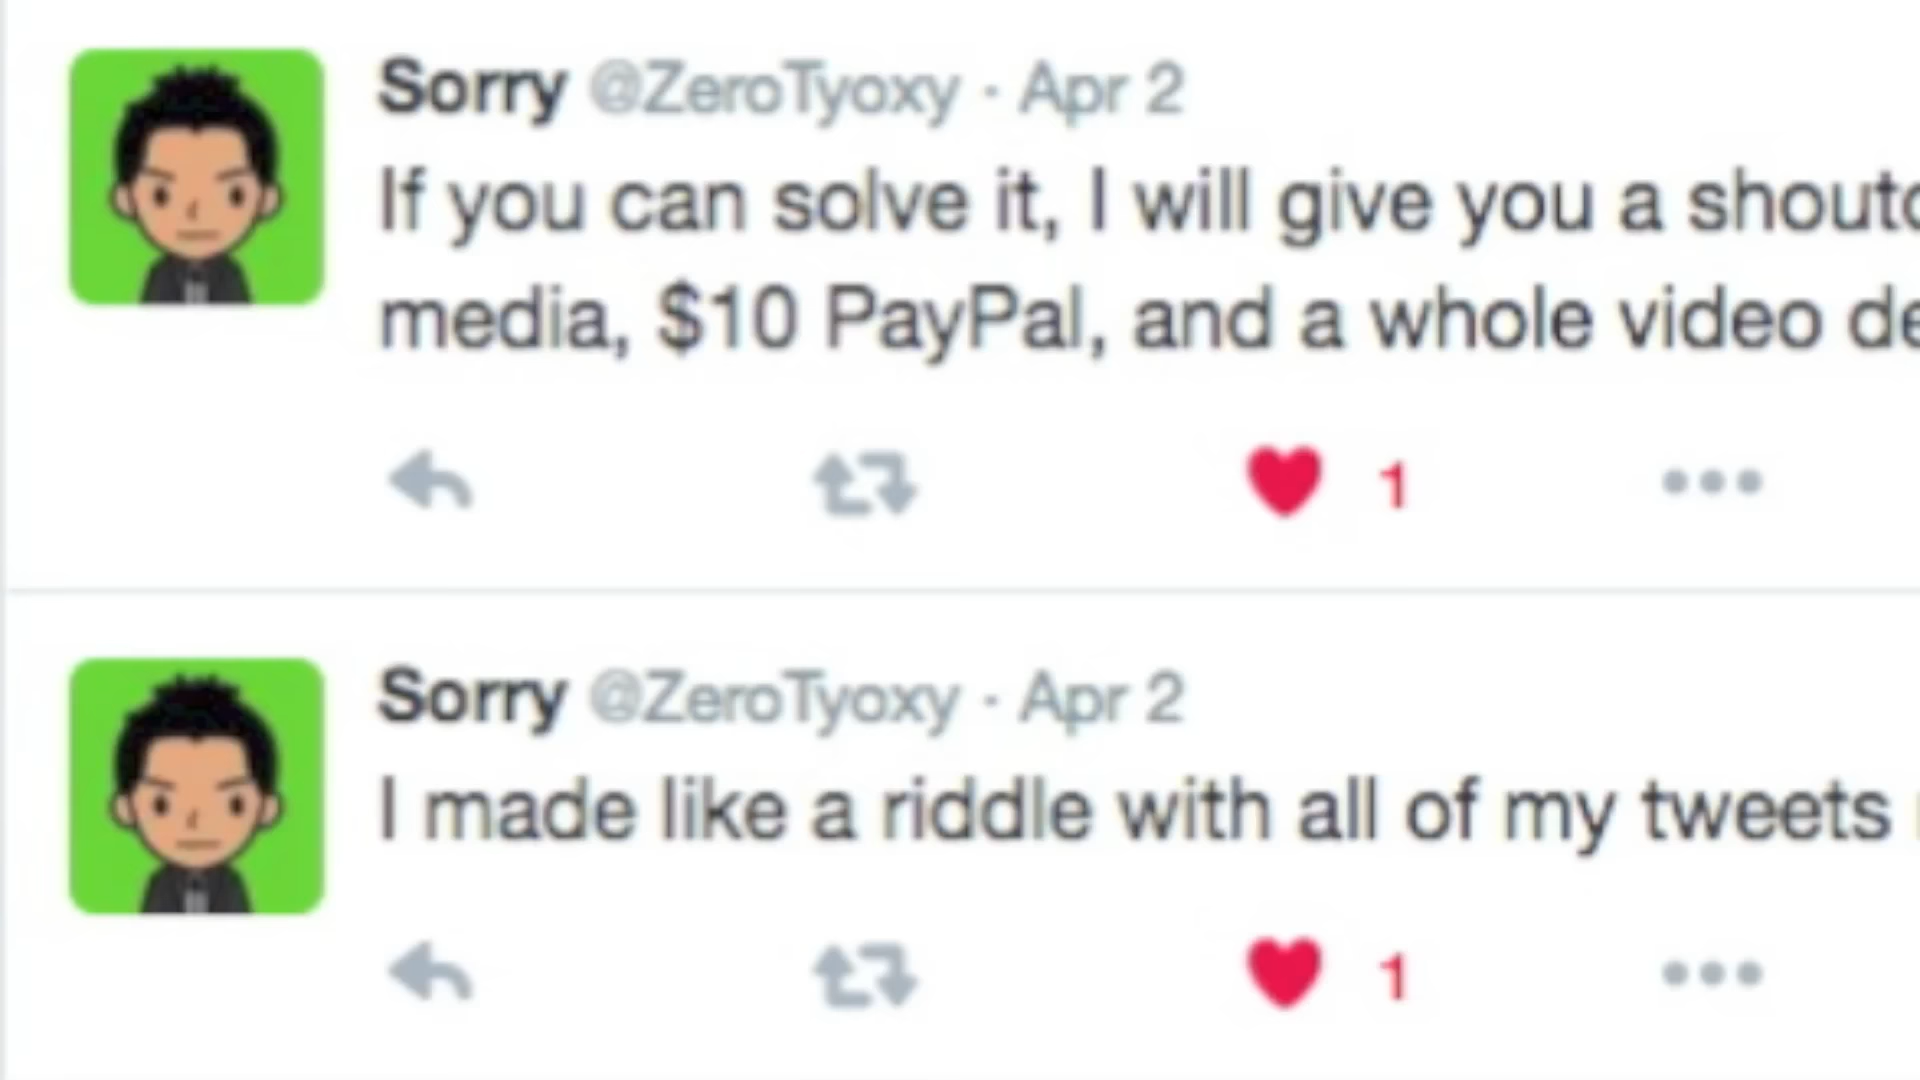 Sorry @ZeroTyoxy · Apr 2
If you can solve it, I will give you a
media, $10 PayPal, and a whole video
1
Sorry @ZeroTyoxy · Apr 2
I made like a riddle with all of my tweets
1